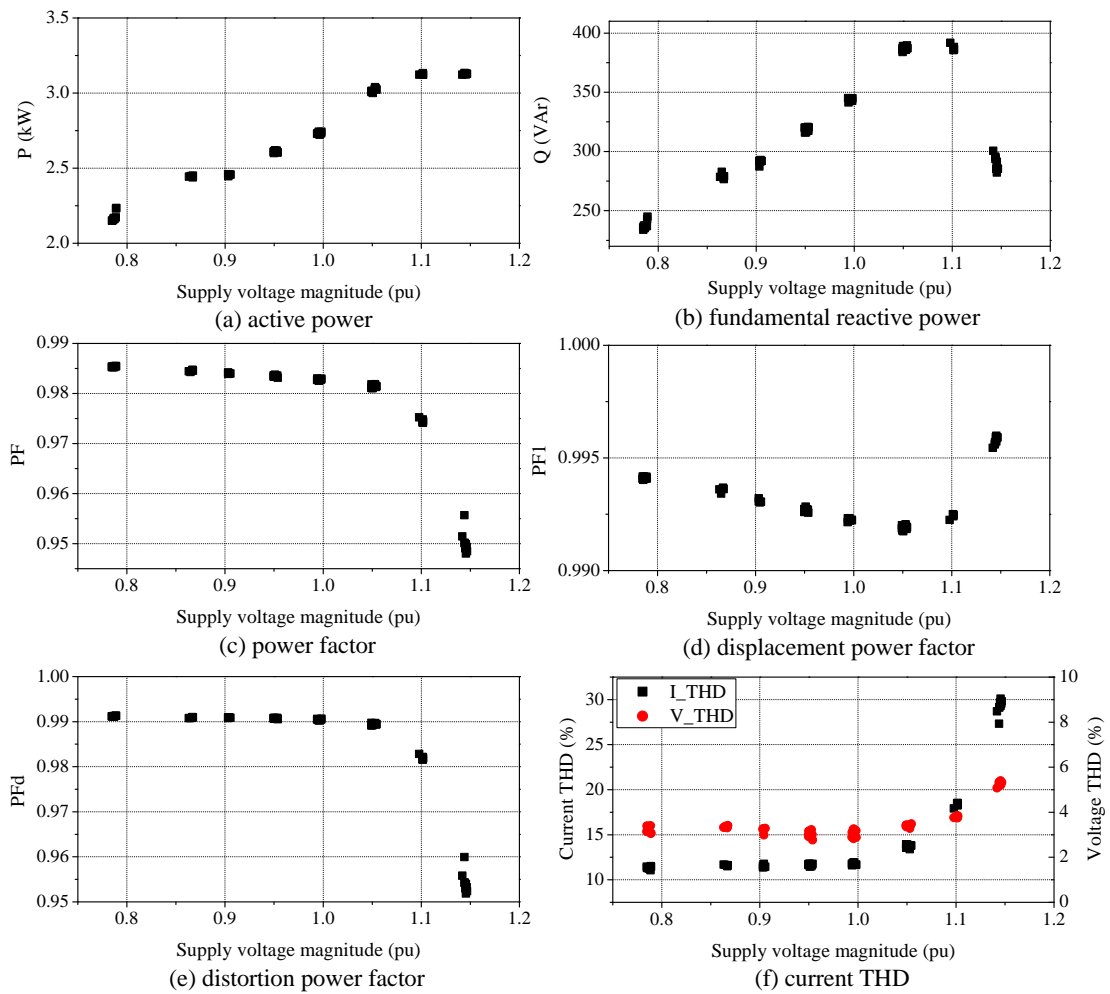 3.5
3.0
2.5
2.0
P (kW)
0.8 0.9 1.0 1.1 1.2
Supply voltage magnitude (pu)
(a) active power
400
350
300
250
Q (VAr)
0.8 0.9 1.0 1.1 1.2
Supply voltage magnitude (pu)
(b) fundamental reactive power
0.99
0.98
0.97
0.96
0.95
PF
0.8 0.9 1.0 1.1 1.2
Supply voltage magnitude (pu)
(c) power factor
1.000
0.995
0.990
PF1
0.8 0.9 1.0 1.1 1.2
Supply voltage magnitude (pu)
(d) displacement power factor
1.00
0.99
0.98
0.97
0.96
0.95
PFd
0.8 0.9 1.0 1.1 1.2
Supply voltage magnitude (pu)
(e) distortion power factor
I_THD
V_THD
30
25
20
15
10
Current THD (%)
10
8
6
4
2
0
Voltage THD (%)
0.8 0.9 1.0 1.1 1.2
Supply voltage magnitude (pu)
(f) current THD